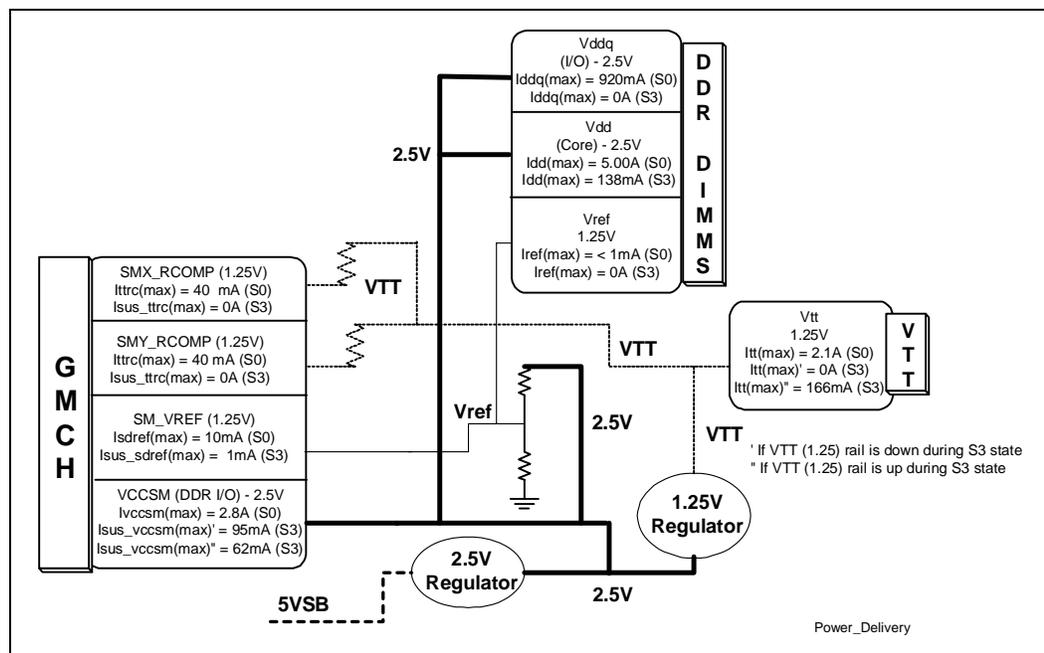 Vddq
(I/O) - 2.5V
Iddq(max) = 920mA (S0)
Iddq(max) = 0A (S3)
Vdd
(Core) - 2.5V
Idd(max) = 5.00A (S0)
Idd(max) = 138mA (S3)
Vref
1.25V
Iref(max) = < 1mA (S0)
Iref(max) = 0A (S3)
DDR DIMMS
2.5V
GMCH
SMX_RCOMP (1.25V)
Ittrc(max) = 40 mA (S0)
Isus_ttrc(max) = 0A (S3)
SMY_RCOMP (1.25V)
Ittrc(max) = 40 mA (S0)
Isus_ttrc(max) = 0A (S3)
SM_VREF (1.25V)
Isdref(max) = 10mA (S0)
Isus_sdref(max) = 1mA (S3)
VCCSM (DDR I/O) - 2.5V
Ivccsm(max) = 2.8A (S0)
Isus_vccsm(max)' = 95mA (S3)
Isus_vccsm(max)" = 62mA (S3)
VTT
VTT
Vtt
1.25V
Itt(max) = 2.1A (S0)
Itt(max)' = 0A (S3)
Itt(max)" = 166mA (S3)
VTT
Vref
2.5V
VTT
' If VTT (1.25) rail is down during S3 state
" If VTT (1.25) rail is up during S3 state
1.25V
Regulator
2.5V
Regulator
2.5V
5VSB
Power_Delivery